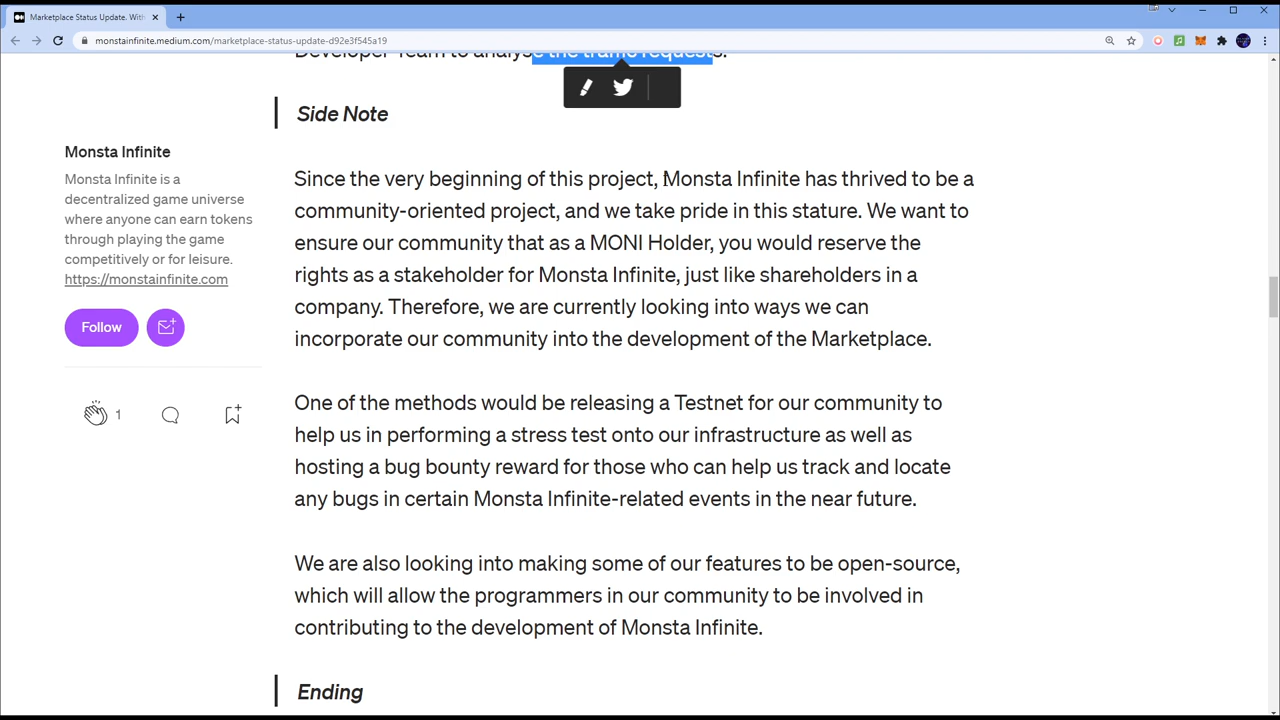 Marketplace Status Update. With
monstainfinite.medium.com/marketplace-status-update-d92e3f545a19
Developer Team to analyse the traffic requests.
Side Note
Monsta Infinite
Monsta Infinite is a
decentralized game universe
where anyone can earn tokens
through playing the game
competitively or for leisure.
https://monstainfinite.com
Follow
1
Since the very beginning of this project, Monsta Infinite has thrived to be a
community-oriented project, and we take pride in this stature. We want to
ensure our community that as a MONI Holder, you would reserve the
rights as a stakeholder for Monsta Infinite, just like shareholders in a
company. Therefore, we are currently looking into ways we can
incorporate our community into the development of the Marketplace.
One of the methods would be releasing a Testnet for our community to
help us in performing a stress test onto our infrastructure as well as
hosting a bug bounty reward for those who can help us track and locate
any bugs in certain Monsta Infinite-related events in the near future.
We are also looking into making some of our features to be open-source,
which will allow the programmers in our community to be involved in
contributing to the development of Monsta Infinite.
Ending